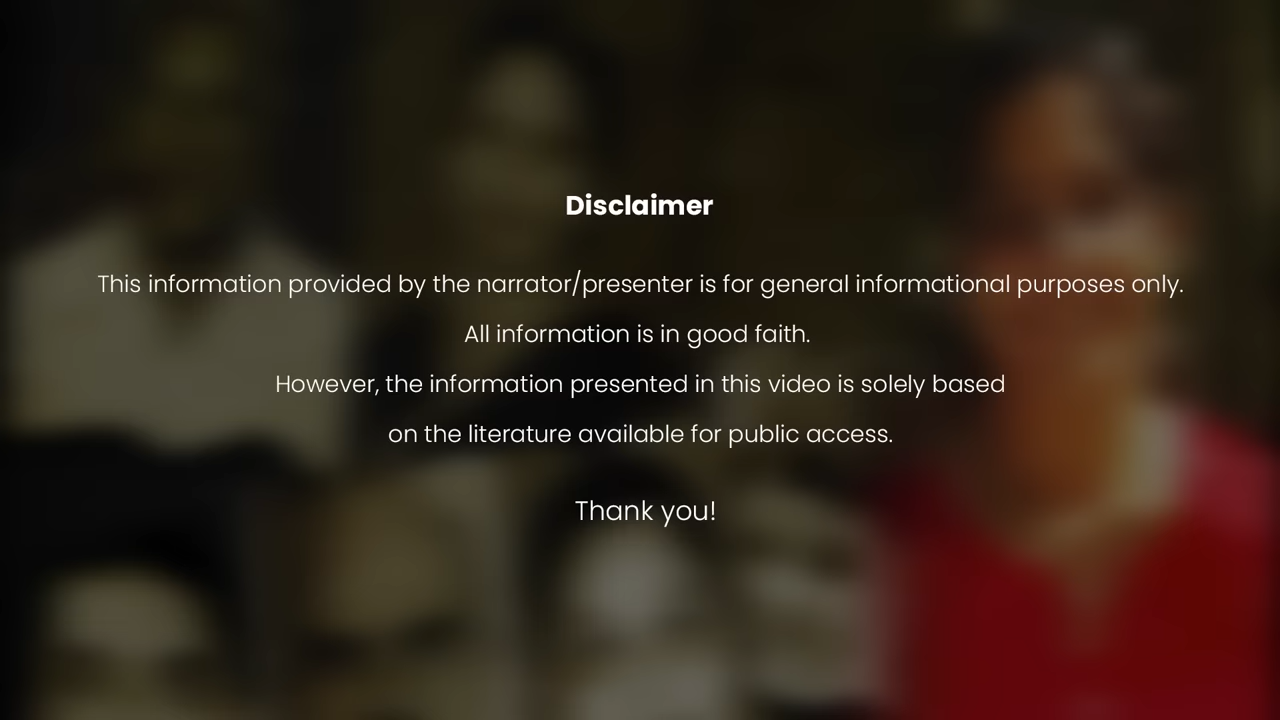 Disclaimer
This information provided by the narrator/presenter is for general informational purposes only.
All information is in good faith.
However, the information presented in this video is solely based
on the literature available for public access.
Thank you!